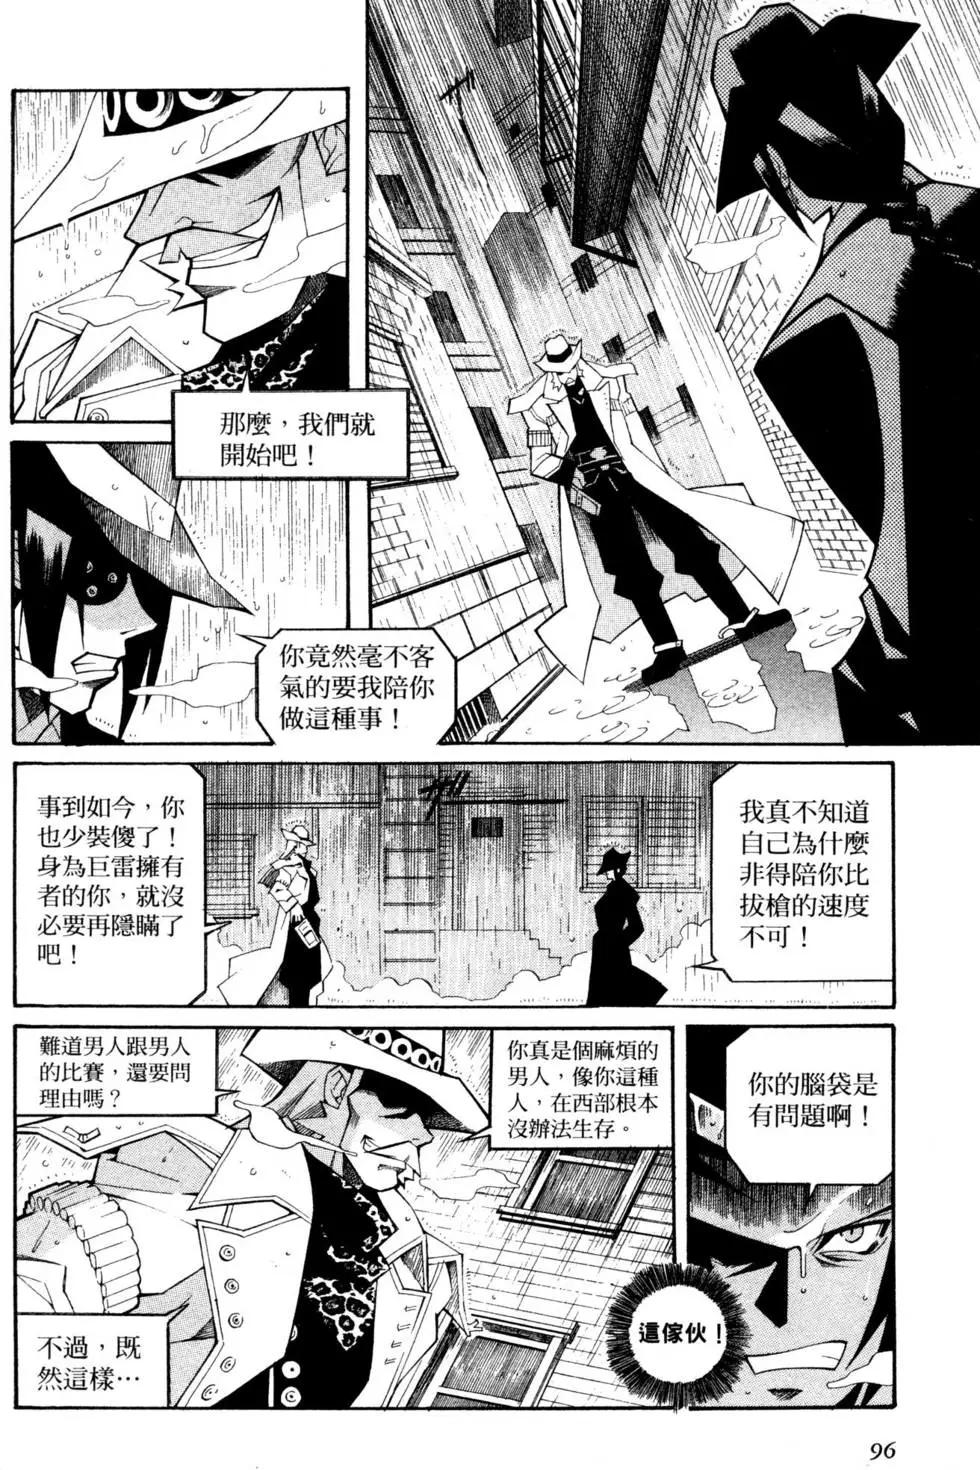 那麼，我們就
開始吧！
你竟然毫不客
氣的要我陪你
做這種事！
我真不知道
自己為什麼
非得陪你比
拔槍的速度
不可！
事到如今，你
也少裝傻了！
身為巨雷擁有
者的你，就沒
必要再隱瞞了
吧！
你的腦袋是
有問題啊！
這傢伙！
你真是個麻煩的
男人，像你這種
人，在西部根本
沒辦法生存。
難道男人跟男人
的比賽，還要問
理由嗎？
不過，既
然這樣…
96